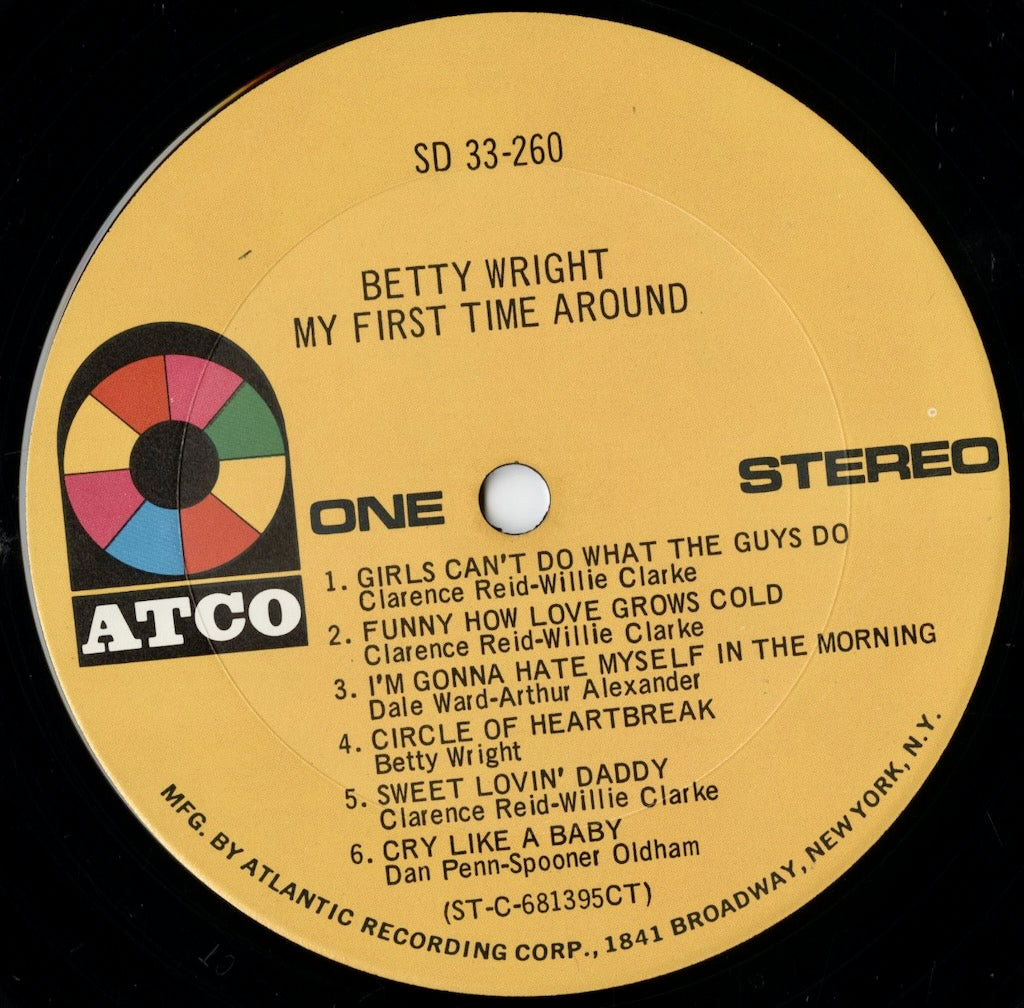 SD 33-260
BETTY WRIGHT
MY FIRST TIME AROUND
ATCO
ONE
STEREO
1. GIRLS CAN'T DO WHAT THE GUYS DO
Clarence Reid-Willie Clarke
2. FUNNY HOW LOVE GROWS COLD
Clarence Reid-Willie Clarke
3. I'M GONNA HATE MYSELF IN THE MORNING
Dale Ward-Arthur Alexander
4. CIRCLE OF HEARTBREAK
Betty Wright
5. SWEET LOVIN' DADDY
Clarence Reid-Willie Clarke
6. CRY LIKE A BABY
Dan Penn-Spooner Oldham
(ST-C-681395CT)
MFG. BY ATLANTIC RECORDING CORP., 1841 BROADWAY, NEW YORK, N.Y.